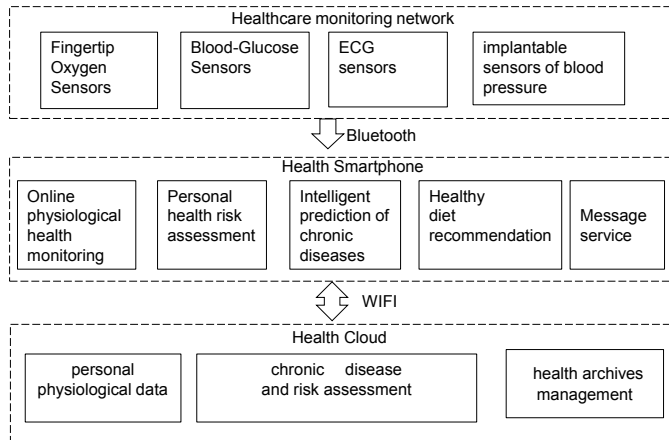 Healthcare monitoring network
Fingertip
Oxygen
Sensors
Blood-Glucose
Sensors
ECG
sensors
implantable
sensors of blood
pressure
Bluetooth
Health Smartphone
Online
physiological
health
monitoring
Personal
health risk
assessment
Intelligent
prediction of
chronic
diseases
Healthy
diet
recommendation
Message
service
WIFI
Health Cloud
personal
physiological data
chronic disease
and risk assessment
health archives
management